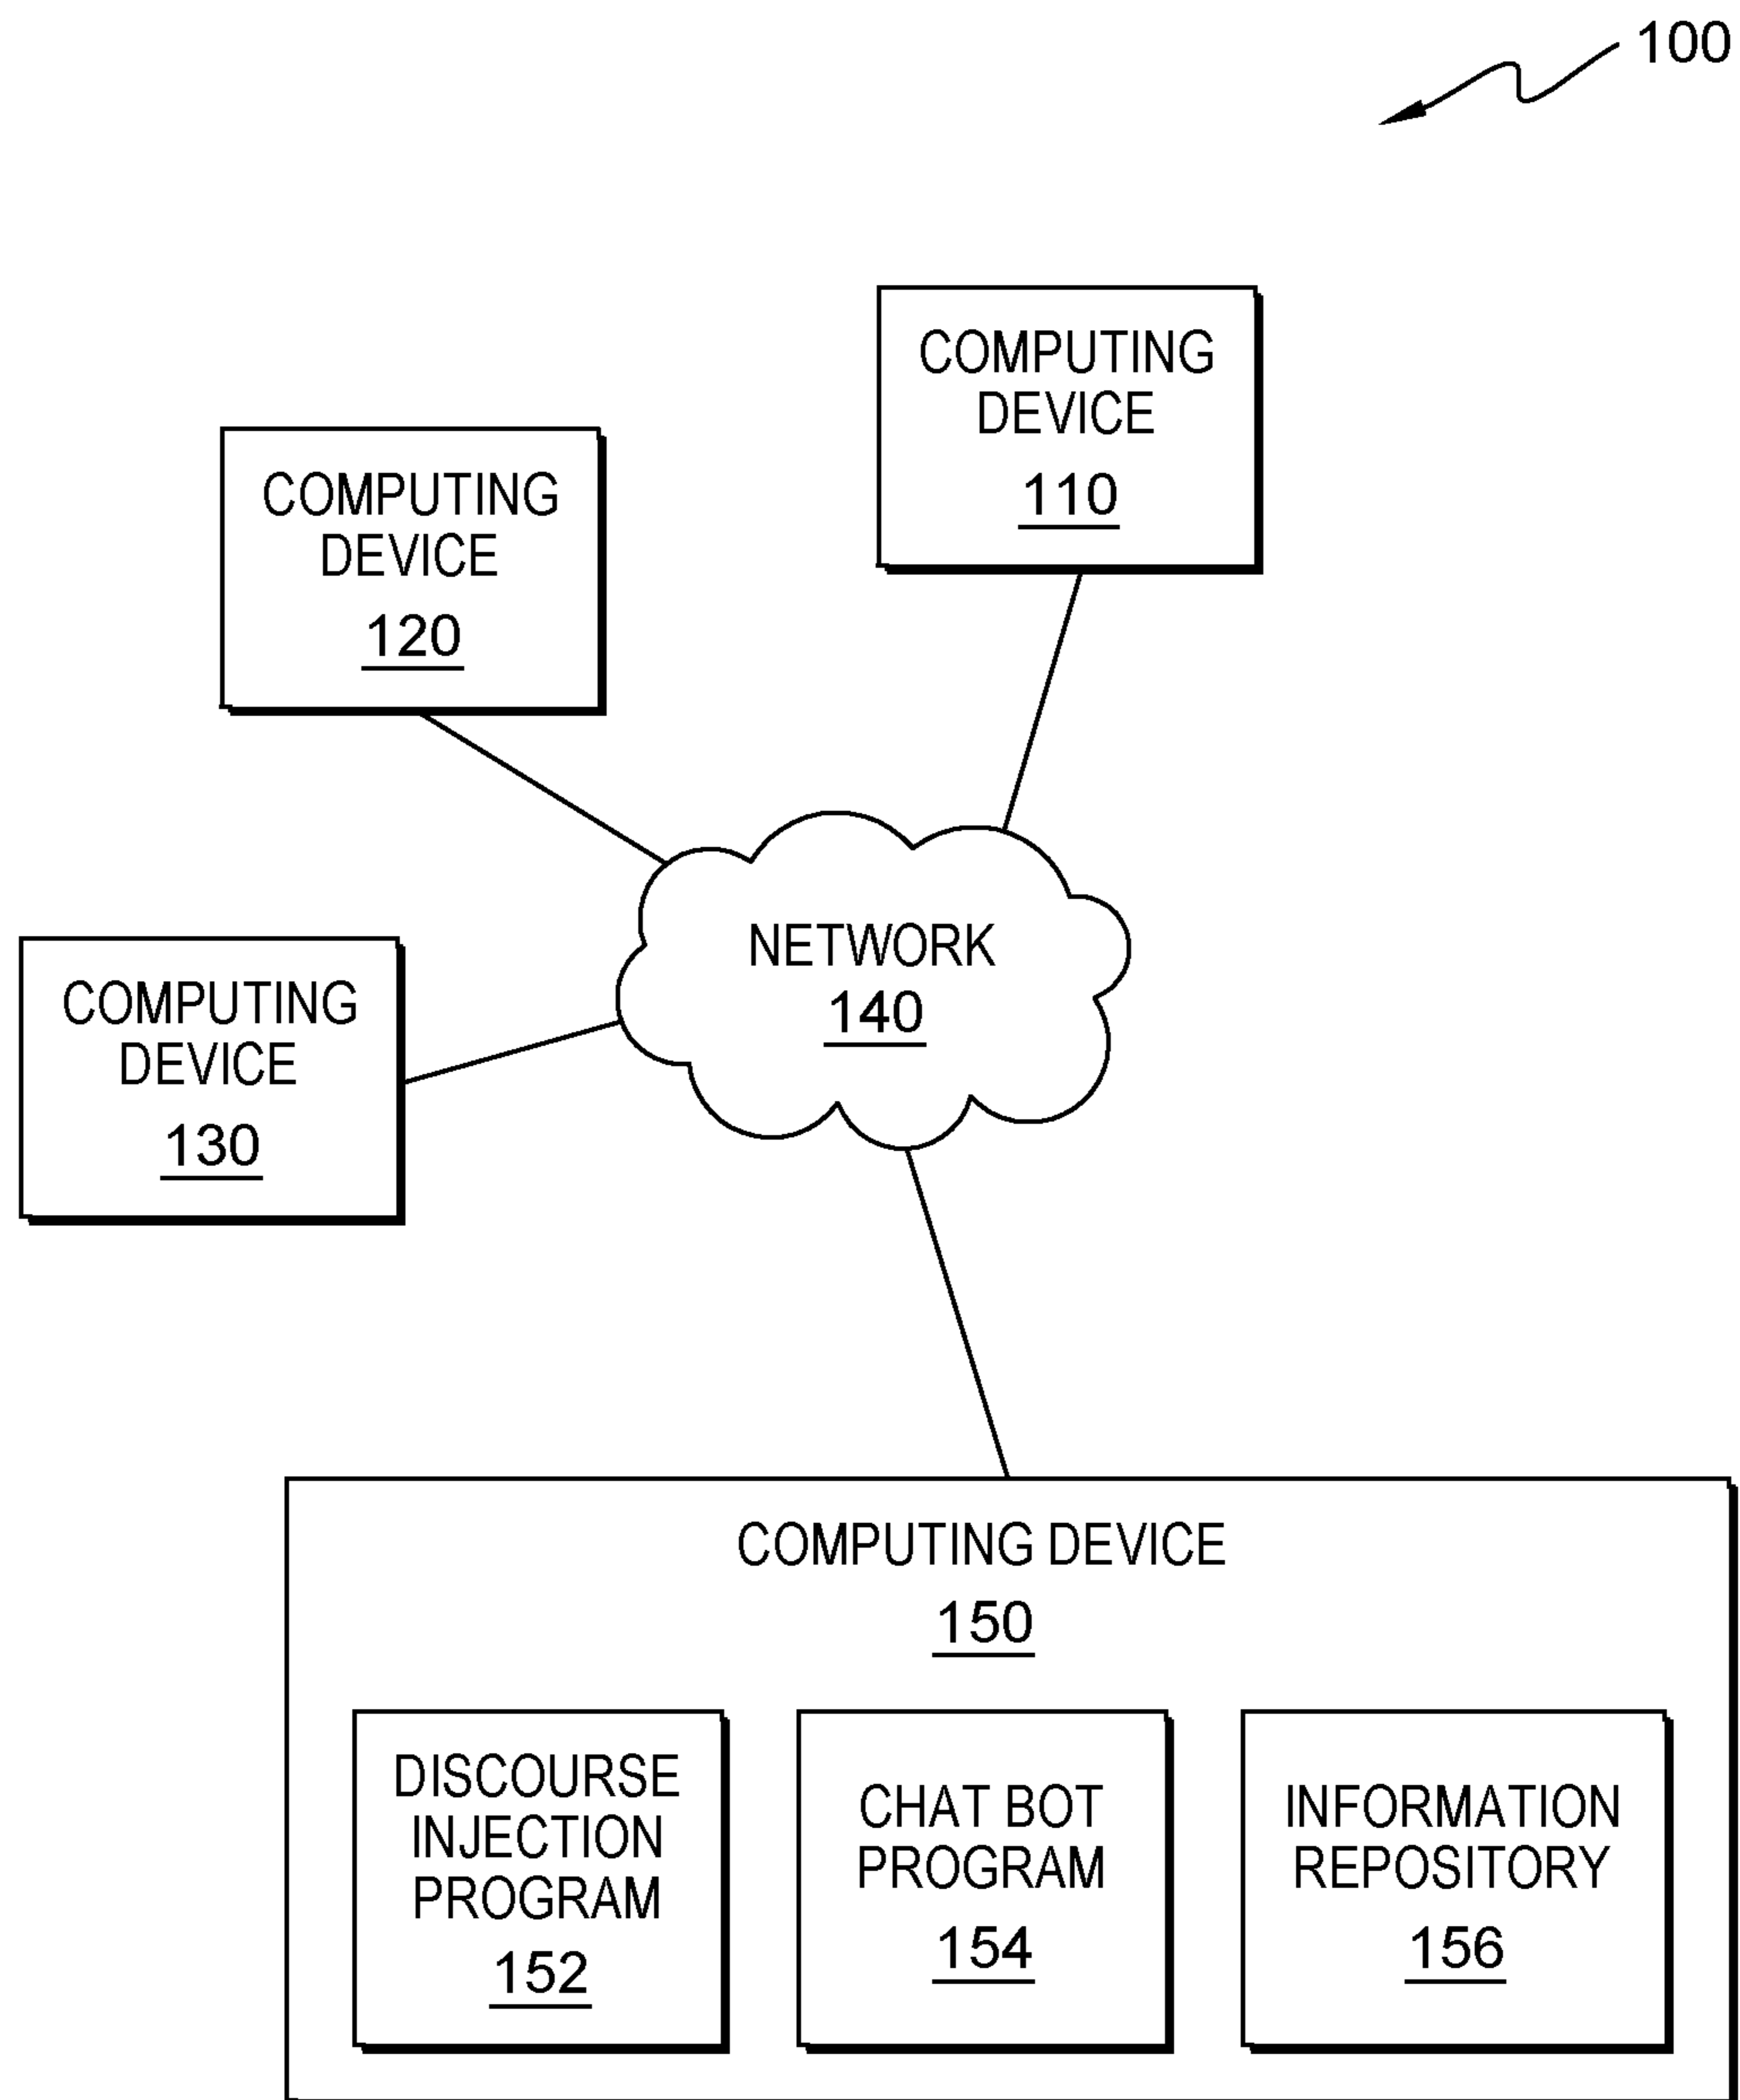 100
COMPUTING
DEVICE
110
COMPUTING
DEVICE
120
NETWORK
140
COMPUTING
DEVICE
130
COMPUTING DEVICE
150
DISCOURSE
INJECTION
PROGRAM
152
CHAT BOT
PROGRAM
154
INFORMATION
REPOSITORY
156